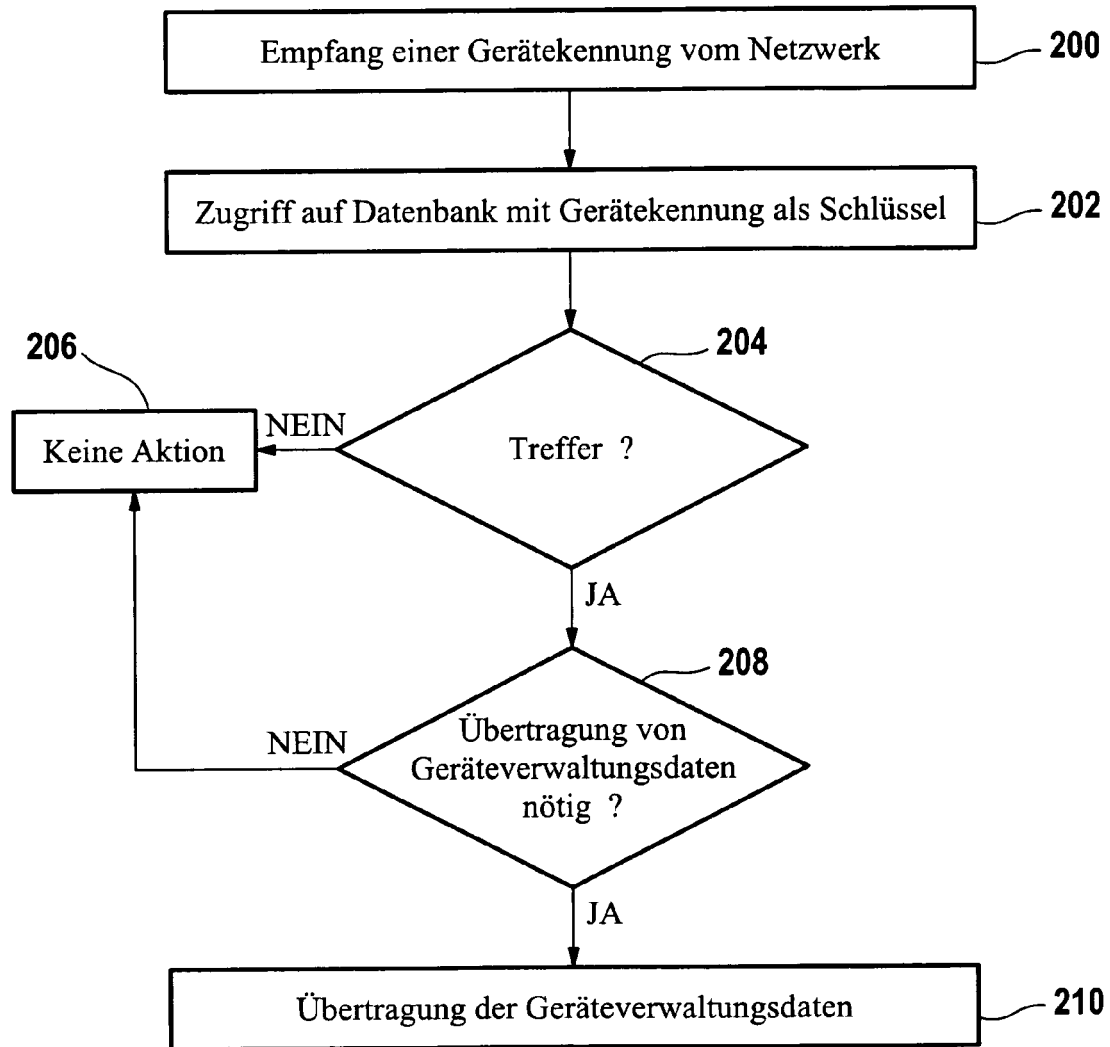 Empfang einer Gerätekennung vom Netzwerk
200
Zugriff auf Datenbank mit Gerätekennung als Schlüssel
202
204
206
NEIN
Keine Aktion
Treffer ?
JA
208
NEIN
Übertragung von
Geräteverwaltungsdaten
nötig ?
JA
Übertragung der Geräteverwaltungsdaten
210